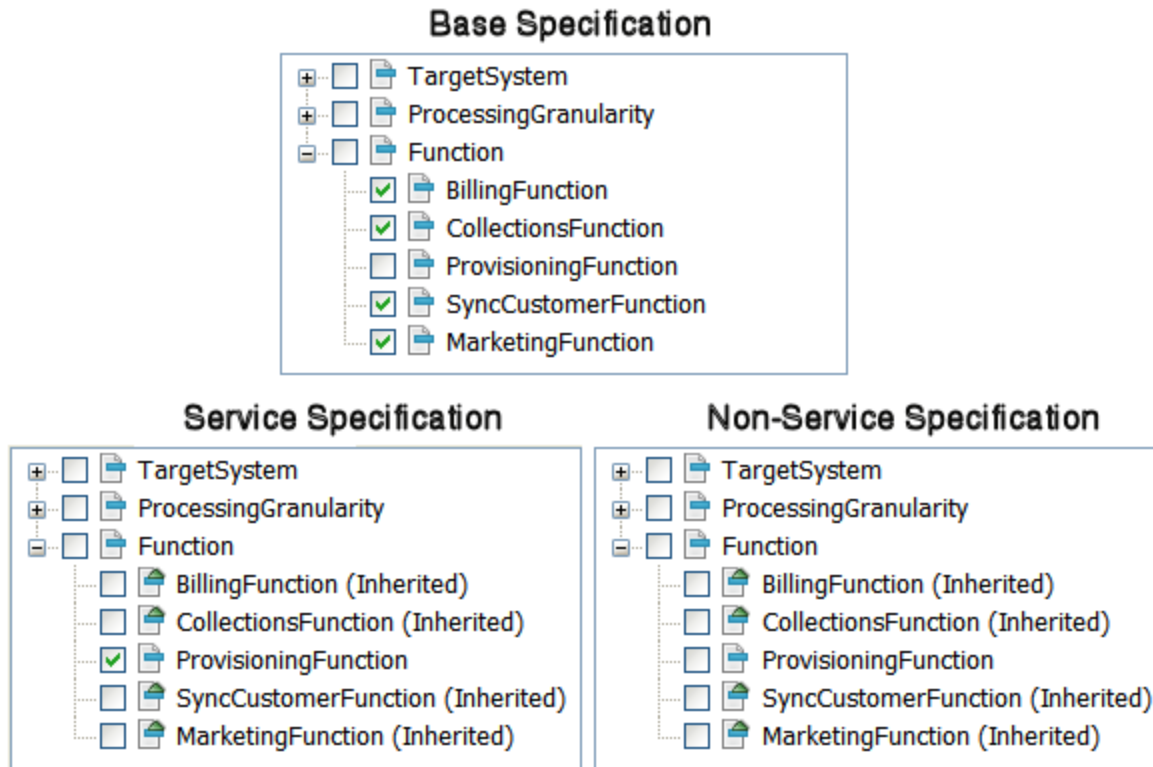 Base Specification
TargetSystem
ProcessingGranularity
Function
BillingFunction
CollectionsFunction
ProvisioningFunction
SyncCustomerFunction
MarketingFunction
Service Specification
TargetSystem
ProcessingGranularity
Function
BillingFunction (Inherited)
CollectionsFunction (Inherited)
ProvisioningFunction
SyncCustomerFunction (Inherited)
MarketingFunction (Inherited)
Non-Service Specification
TargetSystem
ProcessingGranularity
Function
BillingFunction (Inherited)
CollectionsFunction (Inherited)
ProvisioningFunction
SyncCustomerFunction (Inherited)
MarketingFunction (Inherited)